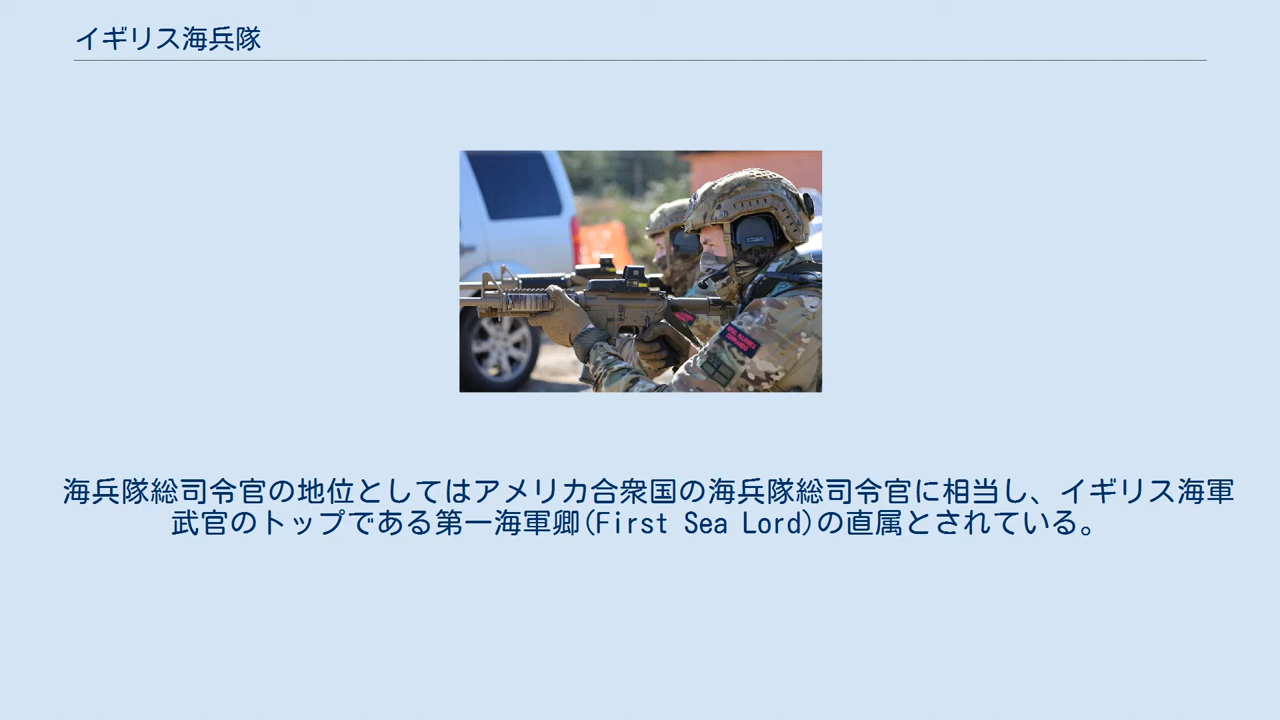 イギリス海兵隊
ROYAL MARINES
COMMANDO
海兵隊総司令官の地位としてはアメリカ合衆国の海兵隊総司令官に相当し、イギリス海軍
武官のトップである第一海軍卿(First Sea Lord)の直属とされている。